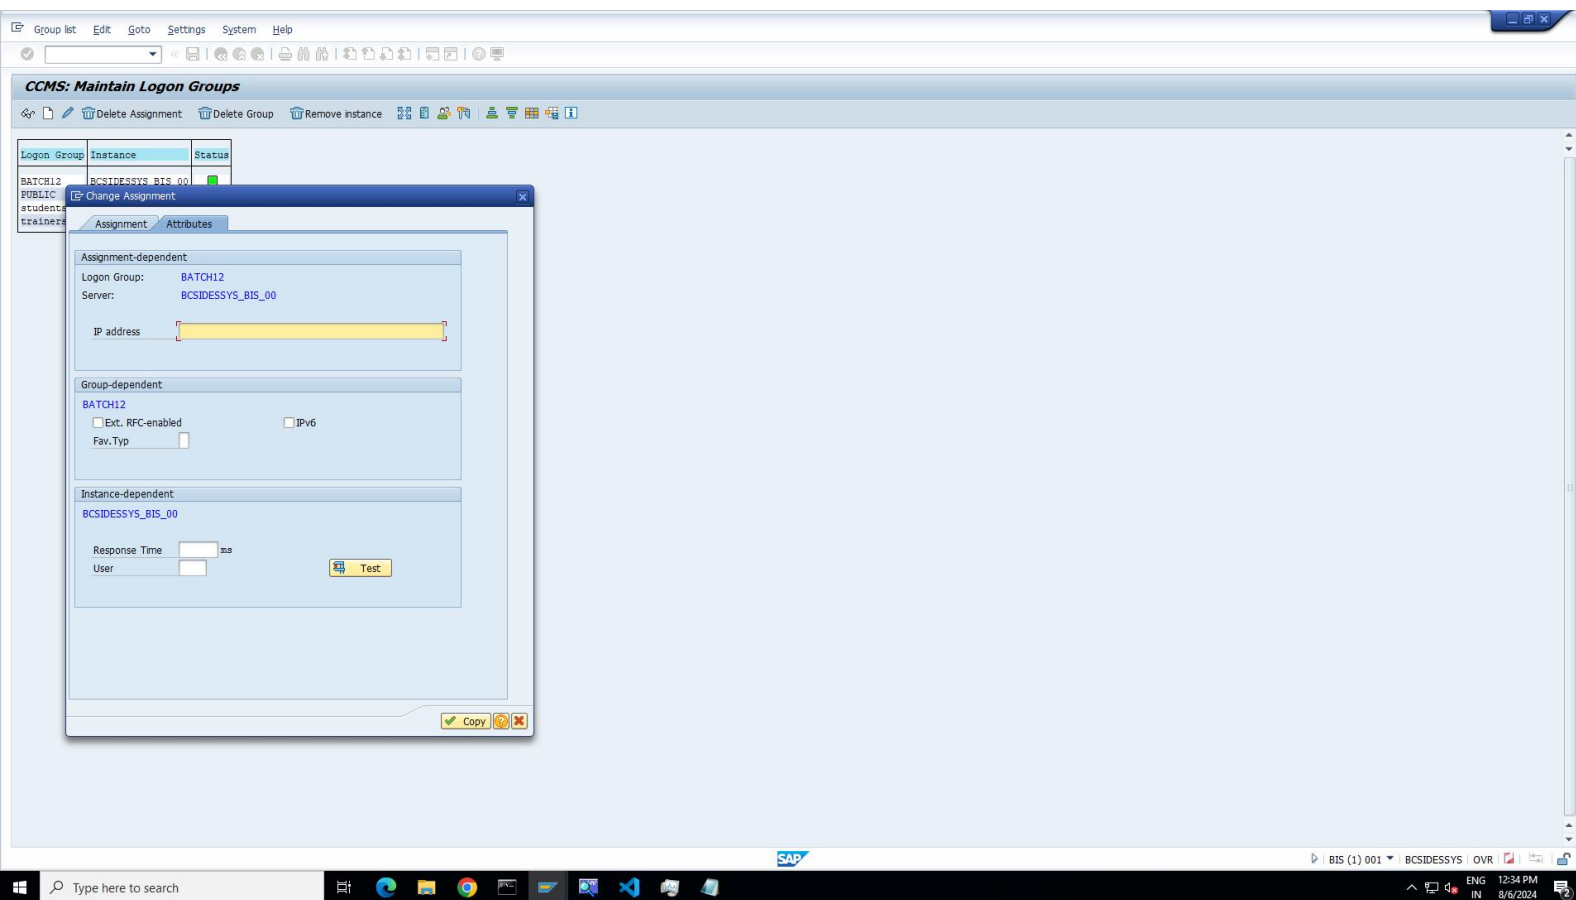 Group list Edit Goto Settings System Help
CCMS: Maintain Logon Groups
Delete Assignment Delete Group Remove instance
Logon Group Instance Status
BATCH12 BCSIDESSYS_BIS_00
PUBLIC
students
trainers
Change Assignment
Assignment Attributes
Assignment-dependent
Logon Group: BATCH12
Server: BCSIDESSYS_BIS_00
IP address
Group-dependent
BATCH12
Ext. RFC-enabled IPv6
Fav.Typ
Instance-dependent
BCSIDESSYS_BIS_00
Response Time ms
User Test
Copy
SAP
BIS (1) 001 BCSIDESSYS OVR
Type here to search
ENG 12:34 PM
IN 8/6/2024
2